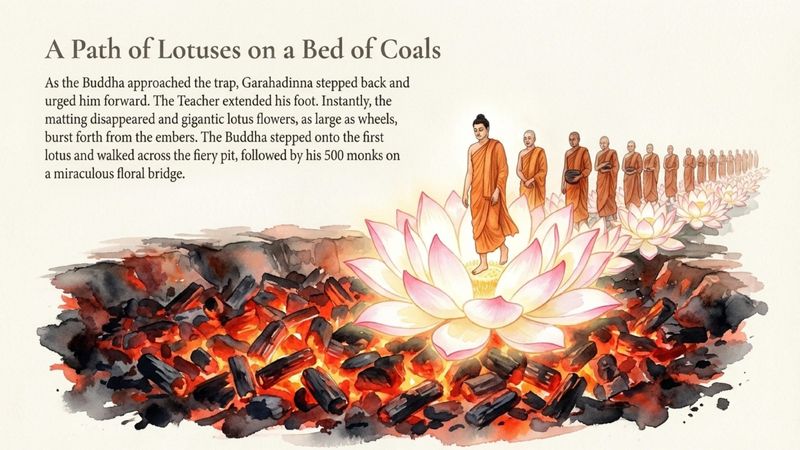 A Path of Lotuses on a Bed of Coals
As the Buddha approached the trap, Garahadinna stepped back and
urged him forward. The Teacher extended his foot. Instantly, the
matting disappeared and gigantic lotus flowers, as large as wheels,
burst forth from the embers. The Buddha stepped onto the first
lotus and walked across the fiery pit, followed by his 500 monks on
a miraculous floral bridge.